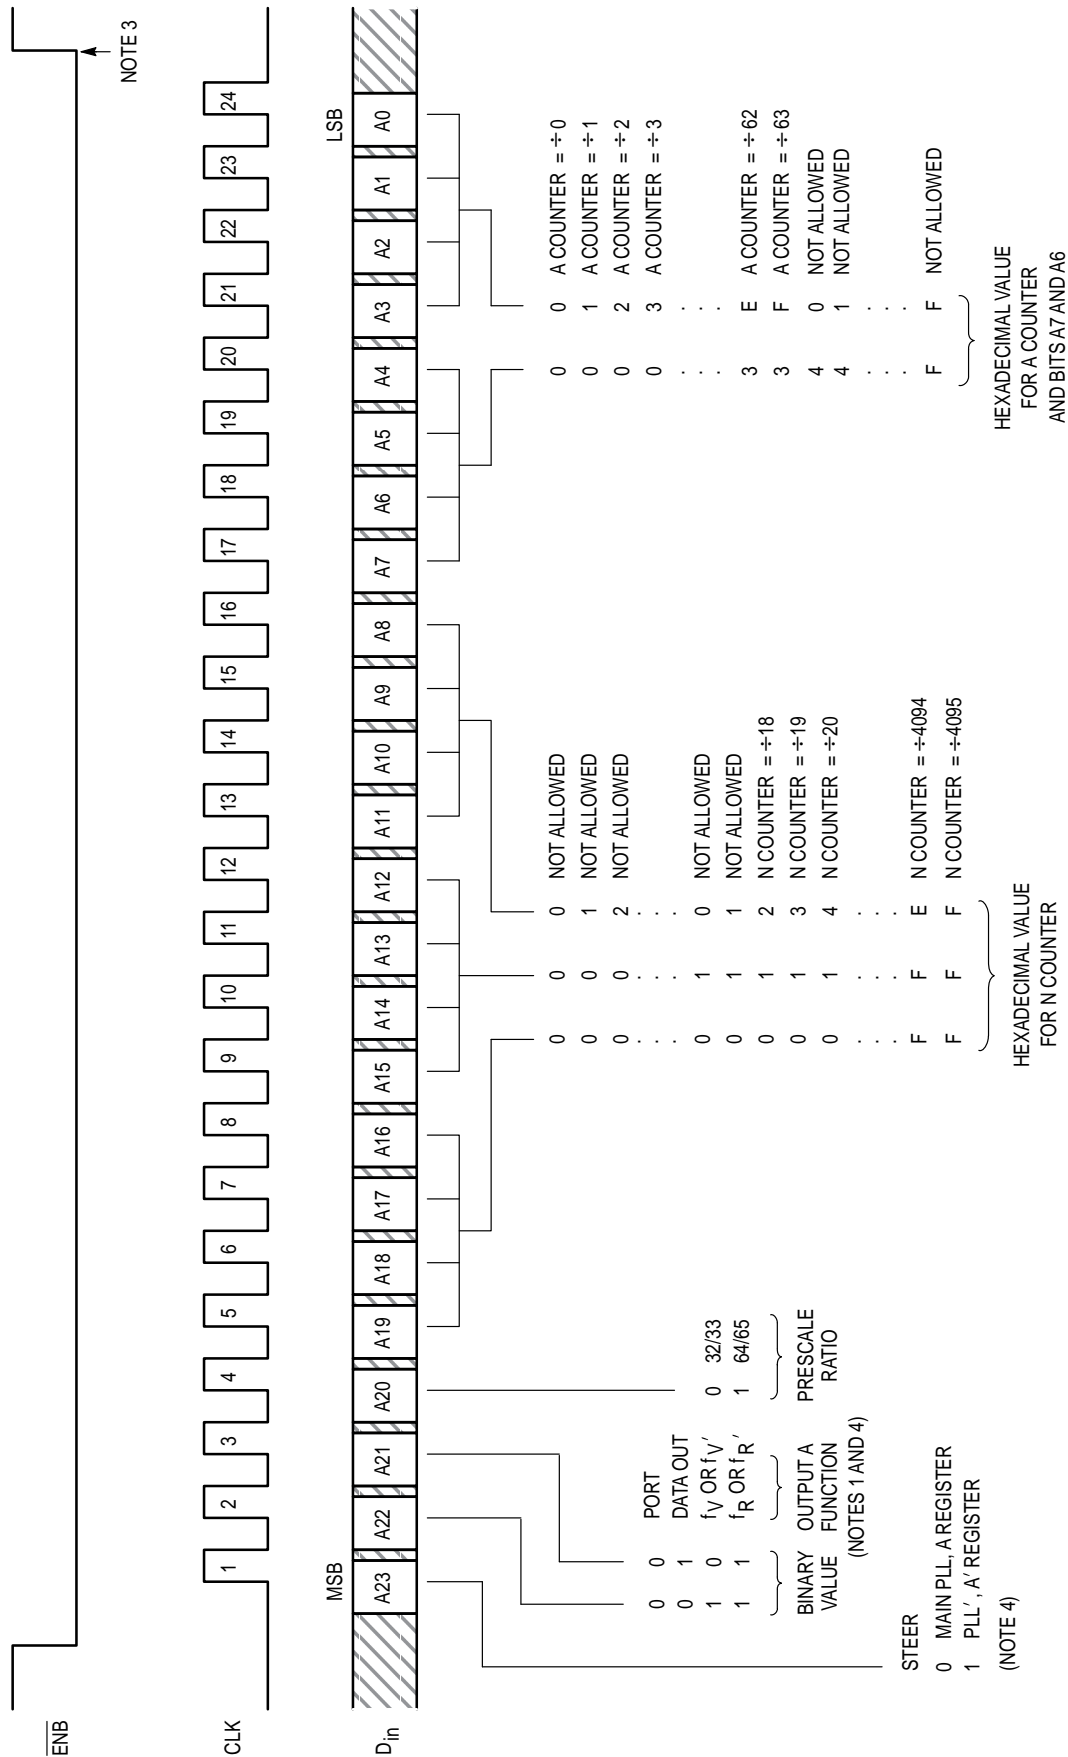 ENB
NOTE 3
CLK
1 2 3 4 5 6 7 8 9 10 11 12 13 14 15 16 17 18 19 20 21 22 23 24
MSB
LSB
Din
A23 A22 A21 A20 A19 A18 A17 A16 A15 A14 A13 A12 A11 A10 A9 A8 A7 A6 A5 A4 A3 A2 A1 A0
STEER
0 MAIN PLL, A REGISTER
1 PLL′, A′ REGISTER
(NOTE 4)
0 0 PORT
0 1 DATA OUT
1 0 fV OR fV′
1 1 fR OR fR′
BINARY VALUE
OUTPUT A FUNCTION
(NOTES 1 AND 4)
0 32/33
1 64/65
PRESCALE
RATIO
0 0 0 NOT ALLOWED
0 0 1 NOT ALLOWED
0 0 2 NOT ALLOWED
. . .
. . .
. . .
0 1 0 NOT ALLOWED
0 1 1 NOT ALLOWED
0 1 2 N COUNTER = ÷18
0 1 3 N COUNTER = ÷19
0 1 4 N COUNTER = ÷20
. . .
. . .
. . .
F F E N COUNTER = ÷4094
F F F N COUNTER = ÷4095
HEXADECIMAL VALUE
FOR N COUNTER
0 0 A COUNTER = ÷0
0 1 A COUNTER = ÷1
0 2 A COUNTER = ÷2
0 3 A COUNTER = ÷3
. .
. .
. .
3 E A COUNTER = ÷62
3 F A COUNTER = ÷63
4 0 NOT ALLOWED
4 1 NOT ALLOWED
. .
. .
. .
F F NOT ALLOWED
HEXADECIMAL VALUE
FOR A COUNTER
AND BITS A7 AND A6